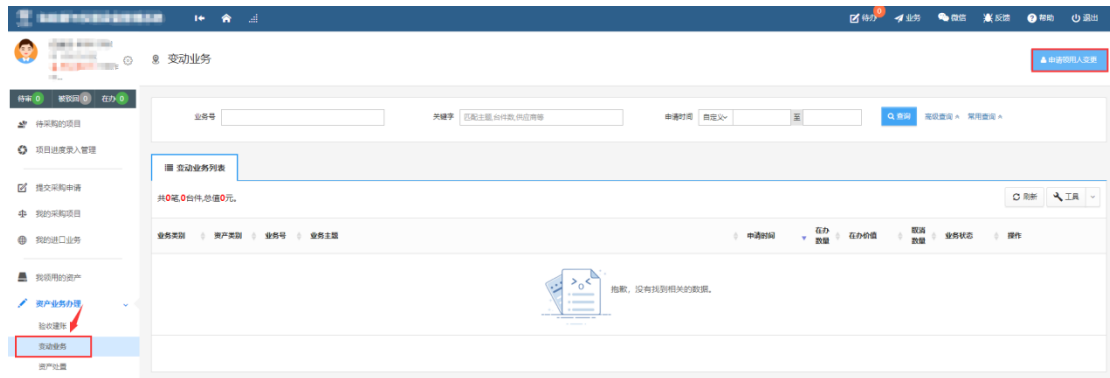 0
待办 业务 微信 反馈 帮助 退出
变动业务
申请领用人变更
待审 0 被驳回 0 在办 0
待采购的项目
项目进度录入管理
提交采购申请
我的采购项目
我的进口业务
我领用的资产
资产业务办理
验收建账
变动业务
资产处置
业务号 关键字 匹配主题,台件数,供应商等 申请时间 自定义 至 查询 高级查询 常用查询
变动业务列表
共0笔,0台件,总值0元。 刷新 工具
业务类别 资产类别 业务号 业务主题 申请时间 在办数量 在办价值 取消数量 业务状态 操作
抱歉，没有找到相关的数据。